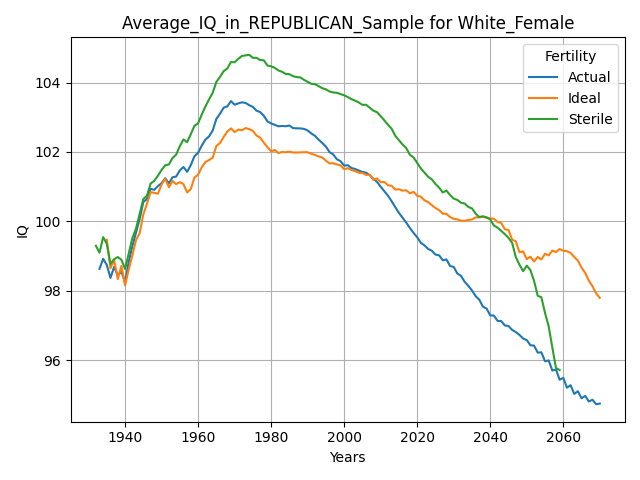 Average_IQ_in_REPUBLICAN_Sample for White_Female
Fertility
Actual
Ideal
Sterile
IQ
104
102
100
98
96
1940
1960
1980
2000
2020
2040
2060
Years